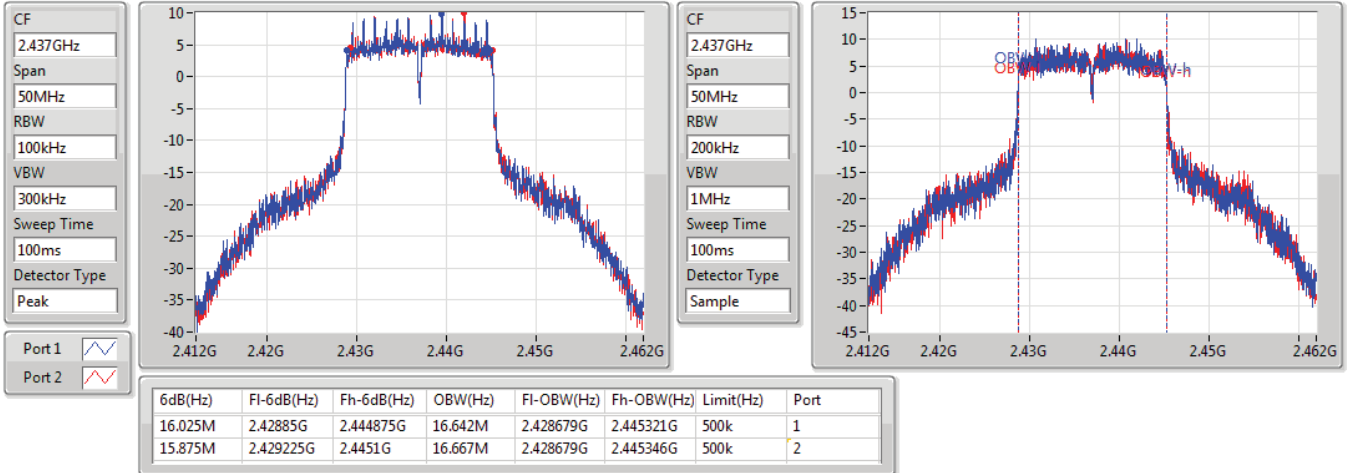 CF
2.437GHz
Span
50MHz
RBW
100kHz
VBW
300kHz
Sweep Time
100ms
Detector Type
Peak
Port 1
Port 2
10
5
0
-5
-10
-15
-20
-25
-30
-35
-40
2.412G 2.42G 2.43G 2.44G 2.45G 2.462G
CF
2.437GHz
Span
50MHz
RBW
200kHz
VBW
1MHz
Sweep Time
100ms
Detector Type
Sample
15
10
5
0
-5
-10
-15
-20
-25
-30
-35
-40
-45
2.412G 2.42G 2.43G 2.44G 2.45G 2.462G
6dB(Hz) Fl-6dB(Hz) Fh-6dB(Hz) OBW(Hz) Fl-OBW(Hz) Fh-OBW(Hz) Limit(Hz) Port
16.025M 2.42885G 2.444875G 16.642M 2.428679G 2.445321G 500k 1
15.875M 2.429225G 2.4451G 16.667M 2.428679G 2.445346G 500k 2